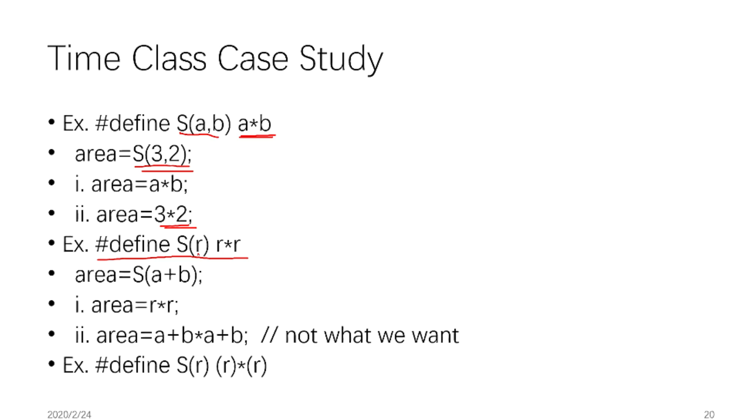 Time Class Case Study
• Ex. #define S(a,b) a*b
• area=S(3,2);
• i. area=a*b;
• ii. area=3*2;
• Ex. #define S(r) r*r
• area=S(a+b);
• i. area=r*r;
• ii. area=a+b*a+b; // not what we want
• Ex. #define S(r) (r)*(r)
2020/2/24
20